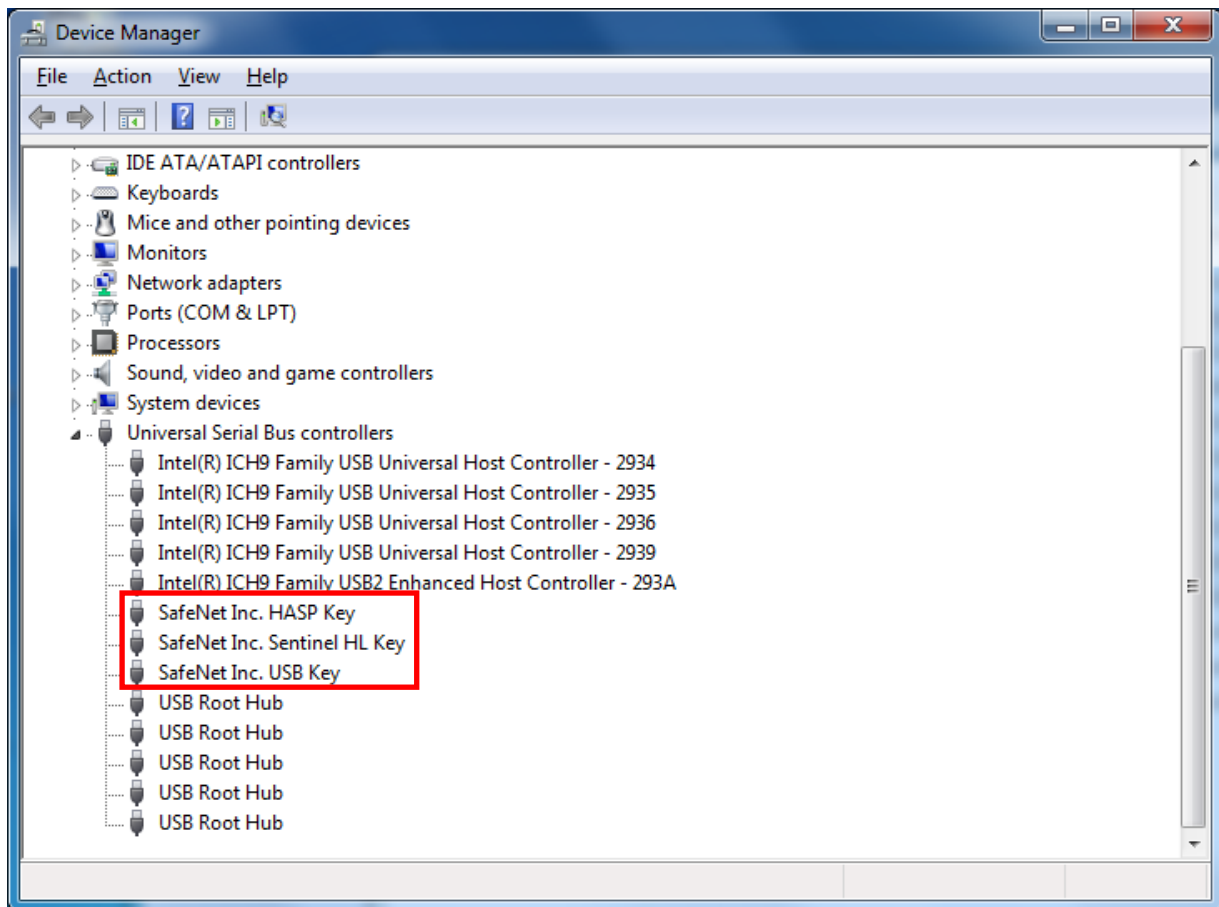 Device Manager
File Action View Help
IDE ATA/ATAPI controllers
Keyboards
Mice and other pointing devices
Monitors
Network adapters
Ports (COM & LPT)
Processors
Sound, video and game controllers
System devices
Universal Serial Bus controllers
Intel(R) ICH9 Family USB Universal Host Controller - 2934
Intel(R) ICH9 Family USB Universal Host Controller - 2935
Intel(R) ICH9 Family USB Universal Host Controller - 2936
Intel(R) ICH9 Family USB Universal Host Controller - 2939
Intel(R) ICH9 Family USB2 Enhanced Host Controller - 293A
SafeNet Inc. HASP Key
SafeNet Inc. Sentinel HL Key
SafeNet Inc. USB Key
USB Root Hub
USB Root Hub
USB Root Hub
USB Root Hub
USB Root Hub